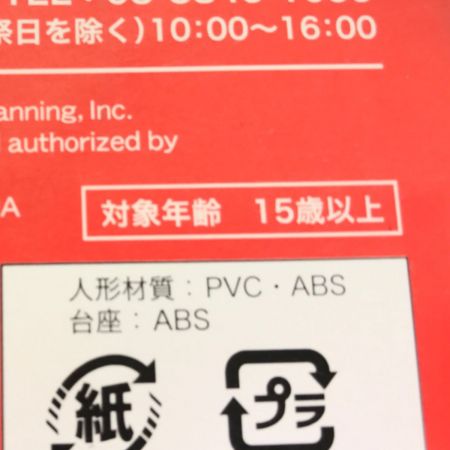 祭日を除く)10:00〜16:00
anning, Inc.
authorized by
A
対象年齢 15歳以上
人形材質：PVC・ABS
台座：ABS
紙
プラ